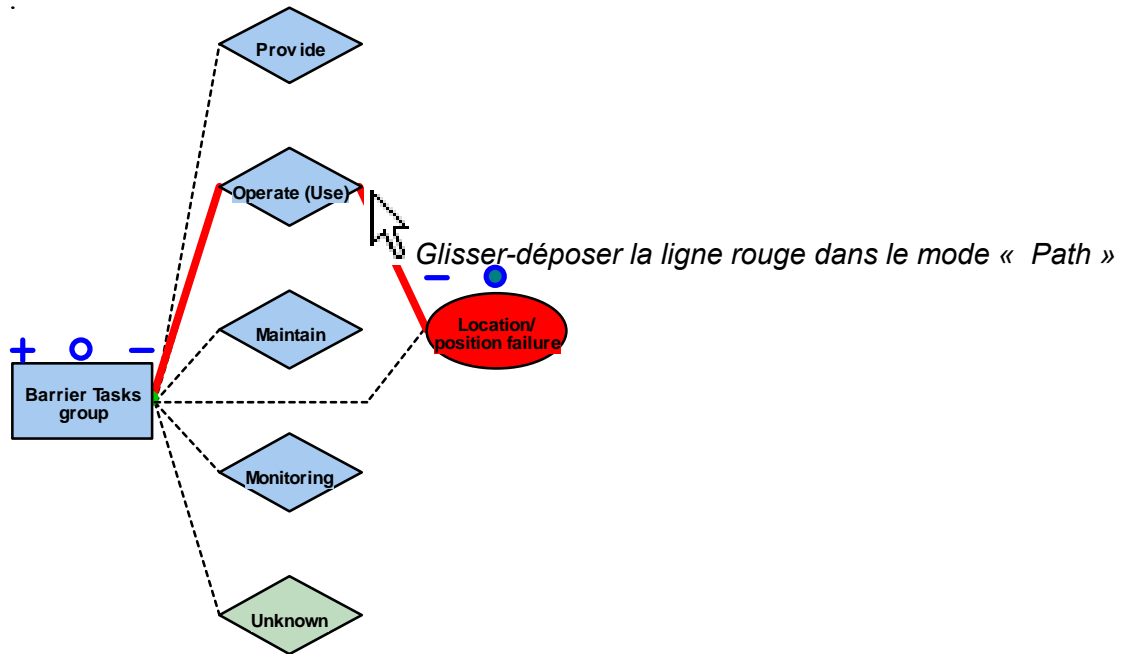 Provide
Operate (Use)
Glisser-déposer la ligne rouge dans le mode «  Path »
Location/
position failure
Maintain
Barrier Tasks
group
Monitoring
Unknown